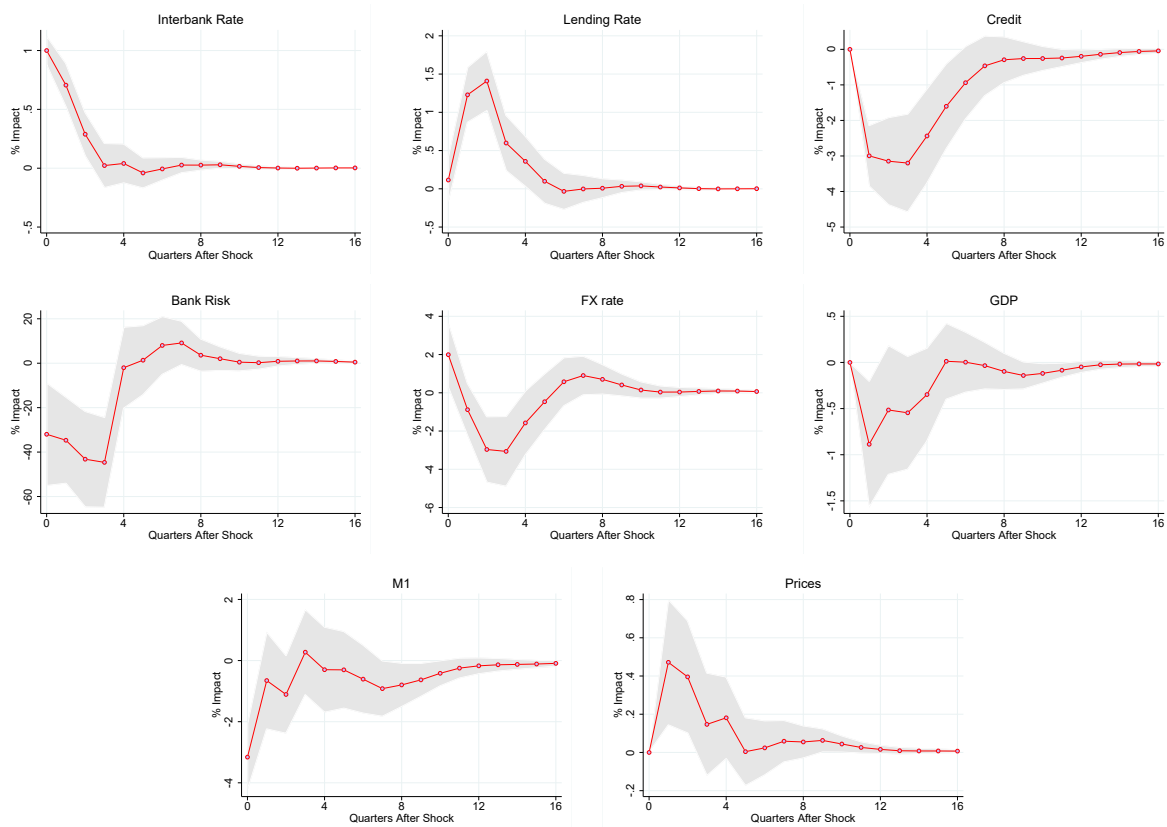 Interbank Rate
% Impact
1
.5
0
-.5
0 4 8 12 16
Quarters After Shock
Lending Rate
% Impact
2
1.5
1
.5
0
-.5
0 4 8 12 16
Quarters After Shock
Credit
% Impact
0
-1
-2
-3
-4
-5
0 4 8 12 16
Quarters After Shock
Bank Risk
% Impact
20
0
-20
-40
-60
0 4 8 12 16
Quarters After Shock
FX rate
% Impact
4
2
0
-2
-4
-6
0 4 8 12 16
Quarters After Shock
GDP
% Impact
.5
0
-.5
-1
-1.5
0 4 8 12 16
Quarters After Shock
M1
% Impact
2
0
-2
-4
0 4 8 12 16
Quarters After Shock
Prices
% Impact
.8
.6
.4
.2
0
-.2
0 4 8 12 16
Quarters After Shock